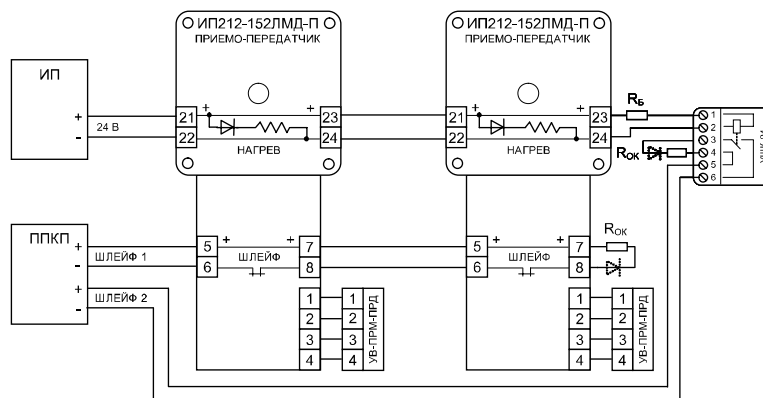 ИП212-152ЛМД-П
ПРИЕМО-ПЕРЕДАТЧИК
ИП212-152ЛМД-П
ПРИЕМО-ПЕРЕДАТЧИК
ИП
+
24 В
-
21 + + 23
22 24
НАГРЕВ
21 + + 23
22 24
НАГРЕВ
RБ
RОК
1
2
3
4
5
6
ППКП
+
ШЛЕЙФ 1
-
+
ШЛЕЙФ 2
-
5 + + 7
6 ШЛЕЙФ 8
5 + + 7
6 ШЛЕЙФ 8
RОК
1 1
2 2
3 3
4 4
УВ-ПРМ-ПРД
1 1
2 2
3 3
4 4
УВ-ПРМ-ПРД